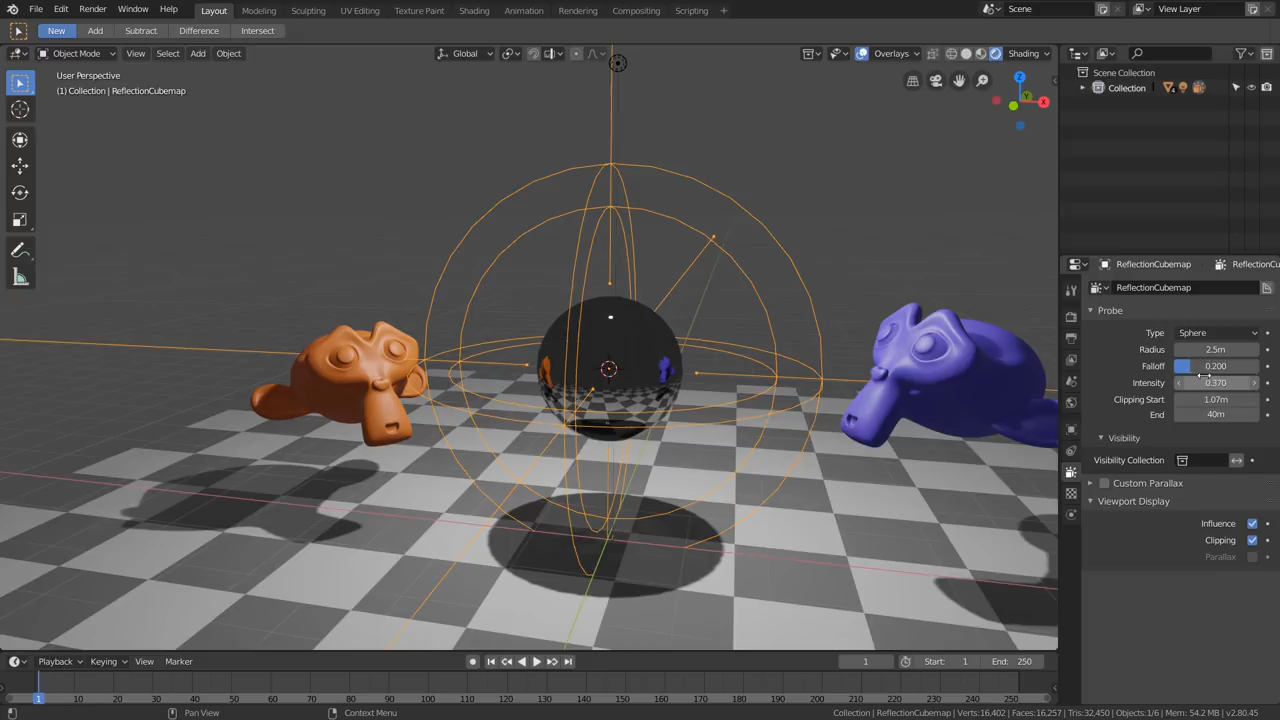 File Edit Render Window Help Layout Modeling Sculpting UV Editing Texture Paint Shading Animation Rendering Compositing Scripting + Scene View Layer
New Add Subtract Difference Intersect
Object Mode View Select Add Object Global Overlays Shading
User Perspective
(1) Collection | ReflectionCubemap
Z
Y
X
Scene Collection
Collection
ReflectionCubemap ReflectionCu
ReflectionCubemap
Probe
Type Sphere
Radius 2.5m
Falloff 0.200
Intensity 0.370
Clipping Start 1.07m
End 40m
Visibility
Visibility Collection
Custom Parallax
Viewport Display
Influence
Clipping
Parallax
Playback Keying View Marker 1 Start: 1 End: 250
1 10 20 30 40 50 60 70 80 90 100 110 120 130 140 150 160 170 180 190 200 210 220 230 240 250
Pan View Context Menu Collection | ReflectionCubemap | Verts:16,402 | Faces:16,257 | Tris:32,450 | Objects:1/6 | Mem: 54.2 MB | v2.80.45